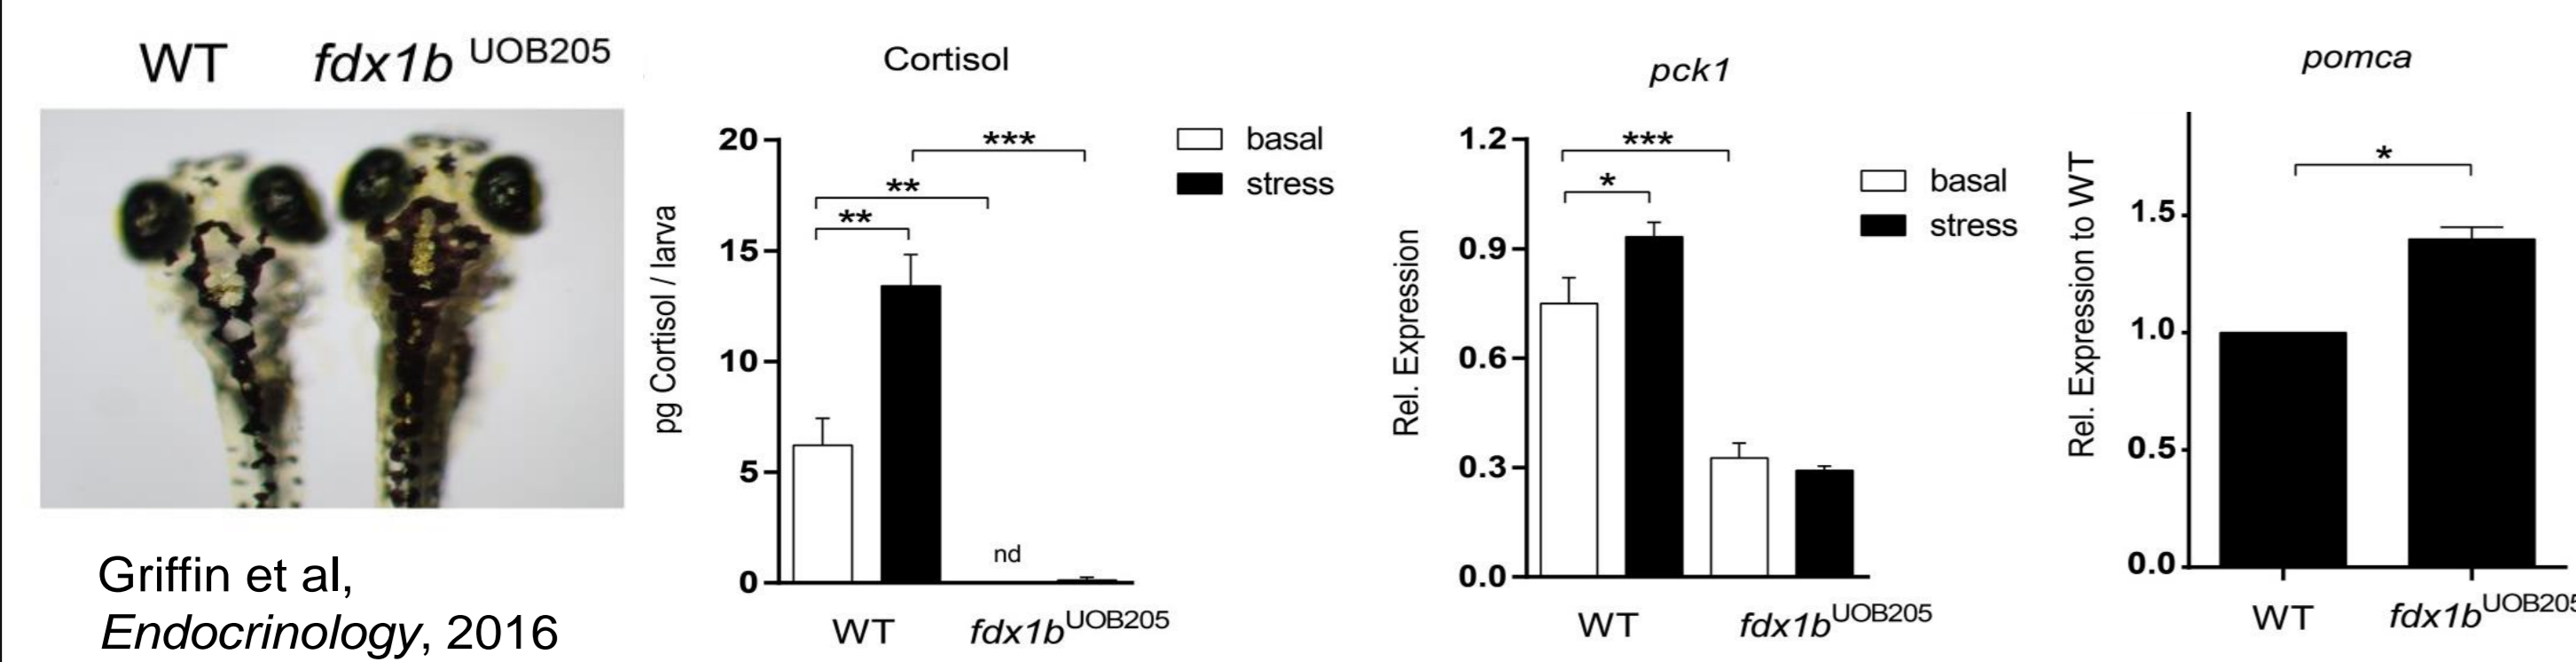 WT fdx1b UOB205
Griffin et al,
Endocrinology, 2016
Cortisol
pg Cortisol / larva
20
15
10
5
0
***
**
**
nd
basal
stress
WT fdx1b UOB205
pck1
Rel. Expression
1.2
0.9
0.6
0.3
0.0
***
*
basal
stress
WT fdx1b UOB205
pomca
Rel. Expression to WT
1.5
1.0
0.5
0.0
*
WT fdx1b UOB205